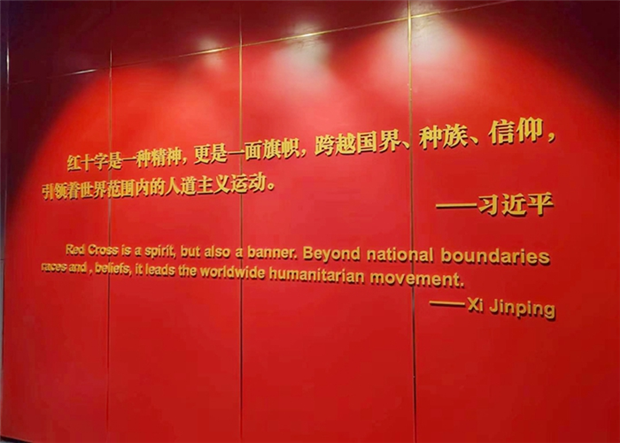 红十字是一种精神，更是一面旗帜，跨越国界、种族、信仰，
引领着世界范围内的人道主义运动。
——习近平
Red Cross is a spirit, but also a banner. Beyond national boundaries
races and , beliefs, it leads the worldwide humanitarian movement.
——Xi Jinping